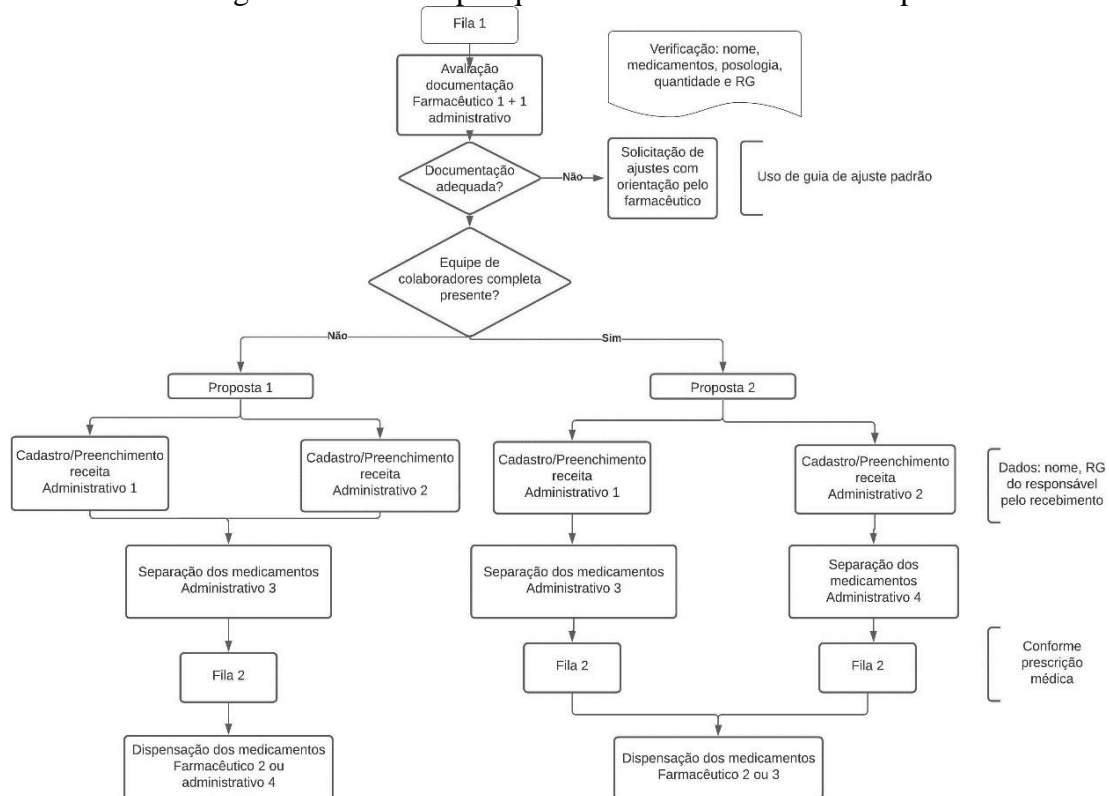 Fila 1
Avaliação
documentação
Farmacêutico 1 + 1
administrativo
Verificação: nome,
medicamentos, posologia,
quantidade e RG
Documentação
adequada?
Não
Solicitação de
ajustes com
orientação pelo
farmacêutico
Uso de guia de ajuste padrão
Equipe de
colaboradores completa
presente?
Não
Sim
Proposta 1
Proposta 2
Cadastro/Preenchimento
receita
Administrativo 1
Cadastro/Preenchimento
receita
Administrativo 2
Cadastro/Preenchimento
receita
Administrativo 1
Cadastro/Preenchimento
receita
Administrativo 2
Dados: nome, RG
do responsável
pelo recebimento
Separação dos medicamentos
Administrativo 3
Separação dos medicamentos
Administrativo 3
Separação dos
medicamentos
Administrativo 4
Fila 2
Fila 2
Fila 2
Conforme
prescrição
médica
Dispensação dos medicamentos
Farmacêutico 2 ou
administrativo 4
Dispensação dos medicamentos
Farmacêutico 2 ou 3